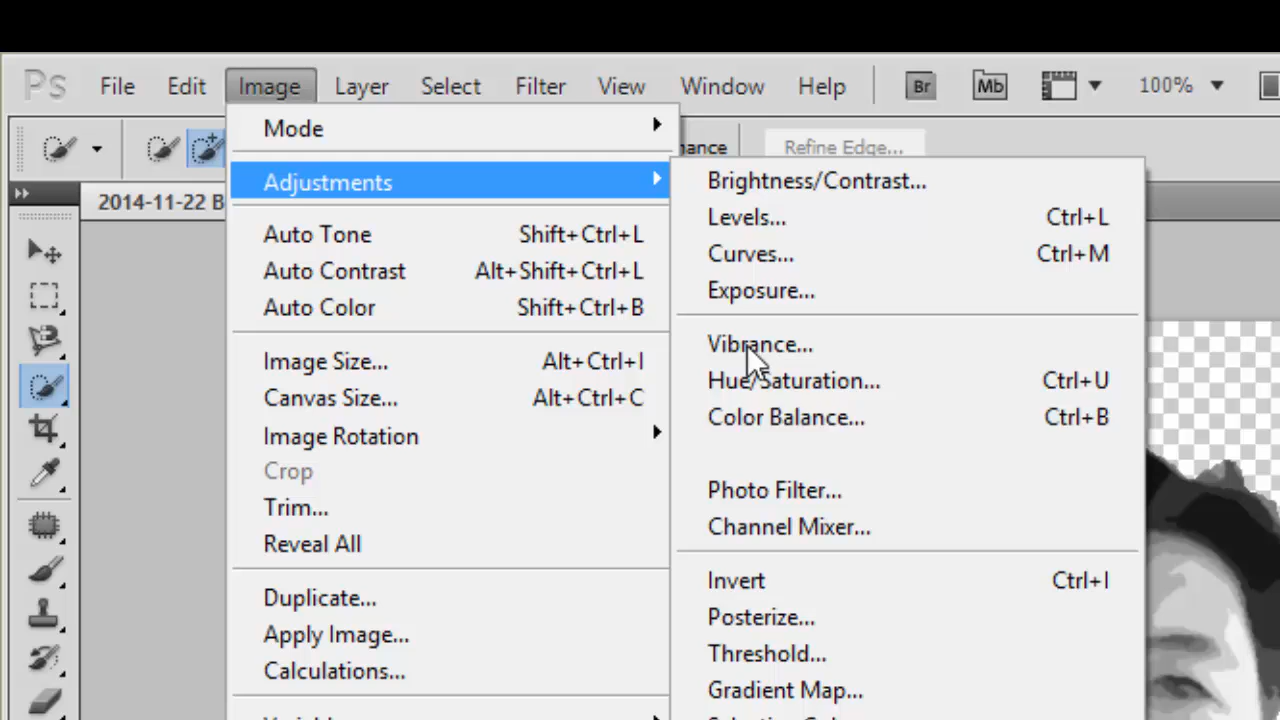 Ps File Edit Image Layer Select Filter View Window Help Br Mb 100%
Refine Edge...
2014-11-22 B
Mode
Adjustments
Auto Tone Shift+Ctrl+L
Auto Contrast Alt+Shift+Ctrl+L
Auto Color Shift+Ctrl+B
Image Size... Alt+Ctrl+I
Canvas Size... Alt+Ctrl+C
Image Rotation
Crop
Trim...
Reveal All
Duplicate...
Apply Image...
Calculations...
Brightness/Contrast...
Levels... Ctrl+L
Curves... Ctrl+M
Exposure...
Vibrance...
Hue/Saturation... Ctrl+U
Color Balance... Ctrl+B
Photo Filter...
Channel Mixer...
Invert Ctrl+I
Posterize...
Threshold...
Gradient Map...